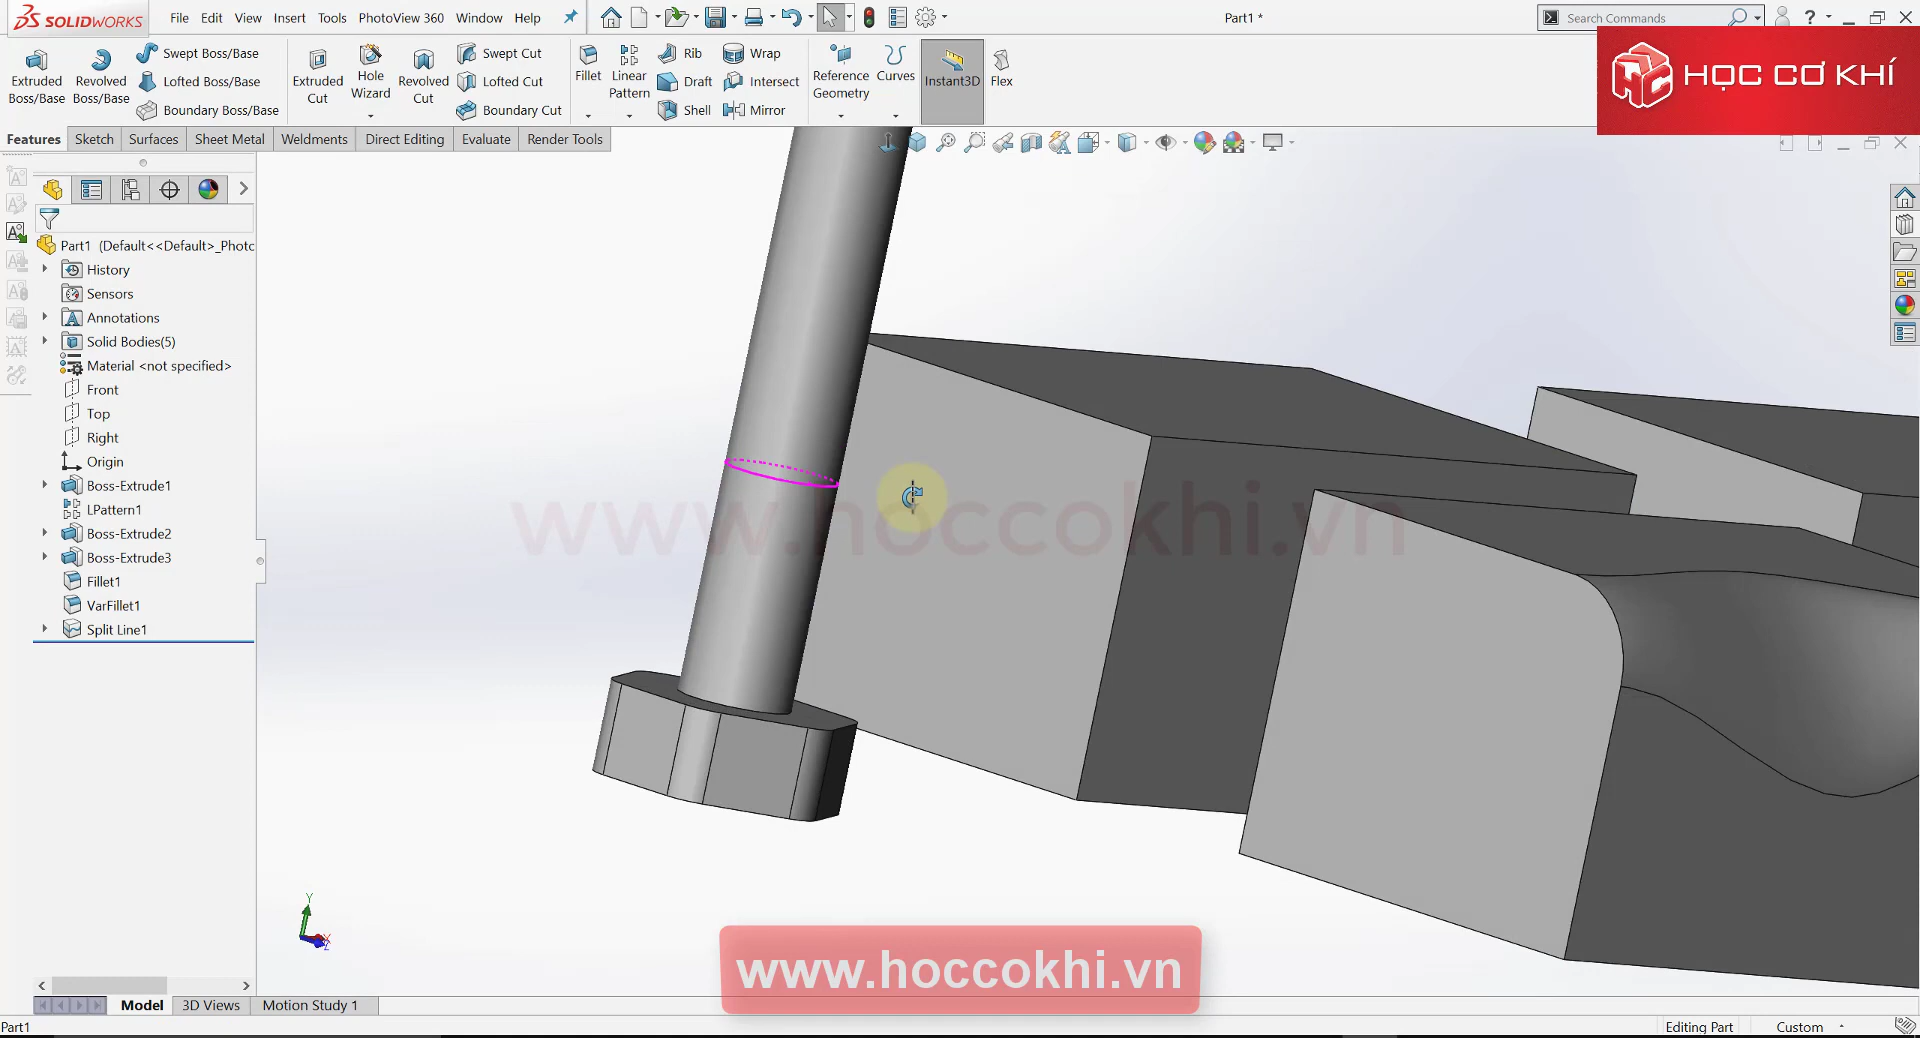 SOLIDWORKS File Edit View Insert Tools PhotoView 360 Window Help Part1 * Search Commands ?
HỌC CƠ KHÍ
Extruded Boss/Base
Revolved Boss/Base
Swept Boss/Base
Lofted Boss/Base
Boundary Boss/Base
Extruded Cut
Hole Wizard
Revolved Cut
Swept Cut
Lofted Cut
Boundary Cut
Fillet
Linear Pattern
Rib
Draft
Shell
Wrap
Intersect
Mirror
Reference Geometry
Curves
Instant3D
Flex
Features Sketch Surfaces Sheet Metal Weldments Direct Editing Evaluate Render Tools
Part1 (Default<<Default>_Photo
History
Sensors
Annotations
Solid Bodies(5)
Material <not specified>
Front
Top
Right
Origin
Boss-Extrude1
LPattern1
Boss-Extrude2
Boss-Extrude3
Fillet1
VarFillet1
Split Line1
www.hoccokhi.vn
Y
X
Z
www.hoccokhi.vn
Model 3D Views Motion Study 1
Part1 Editing Part Custom